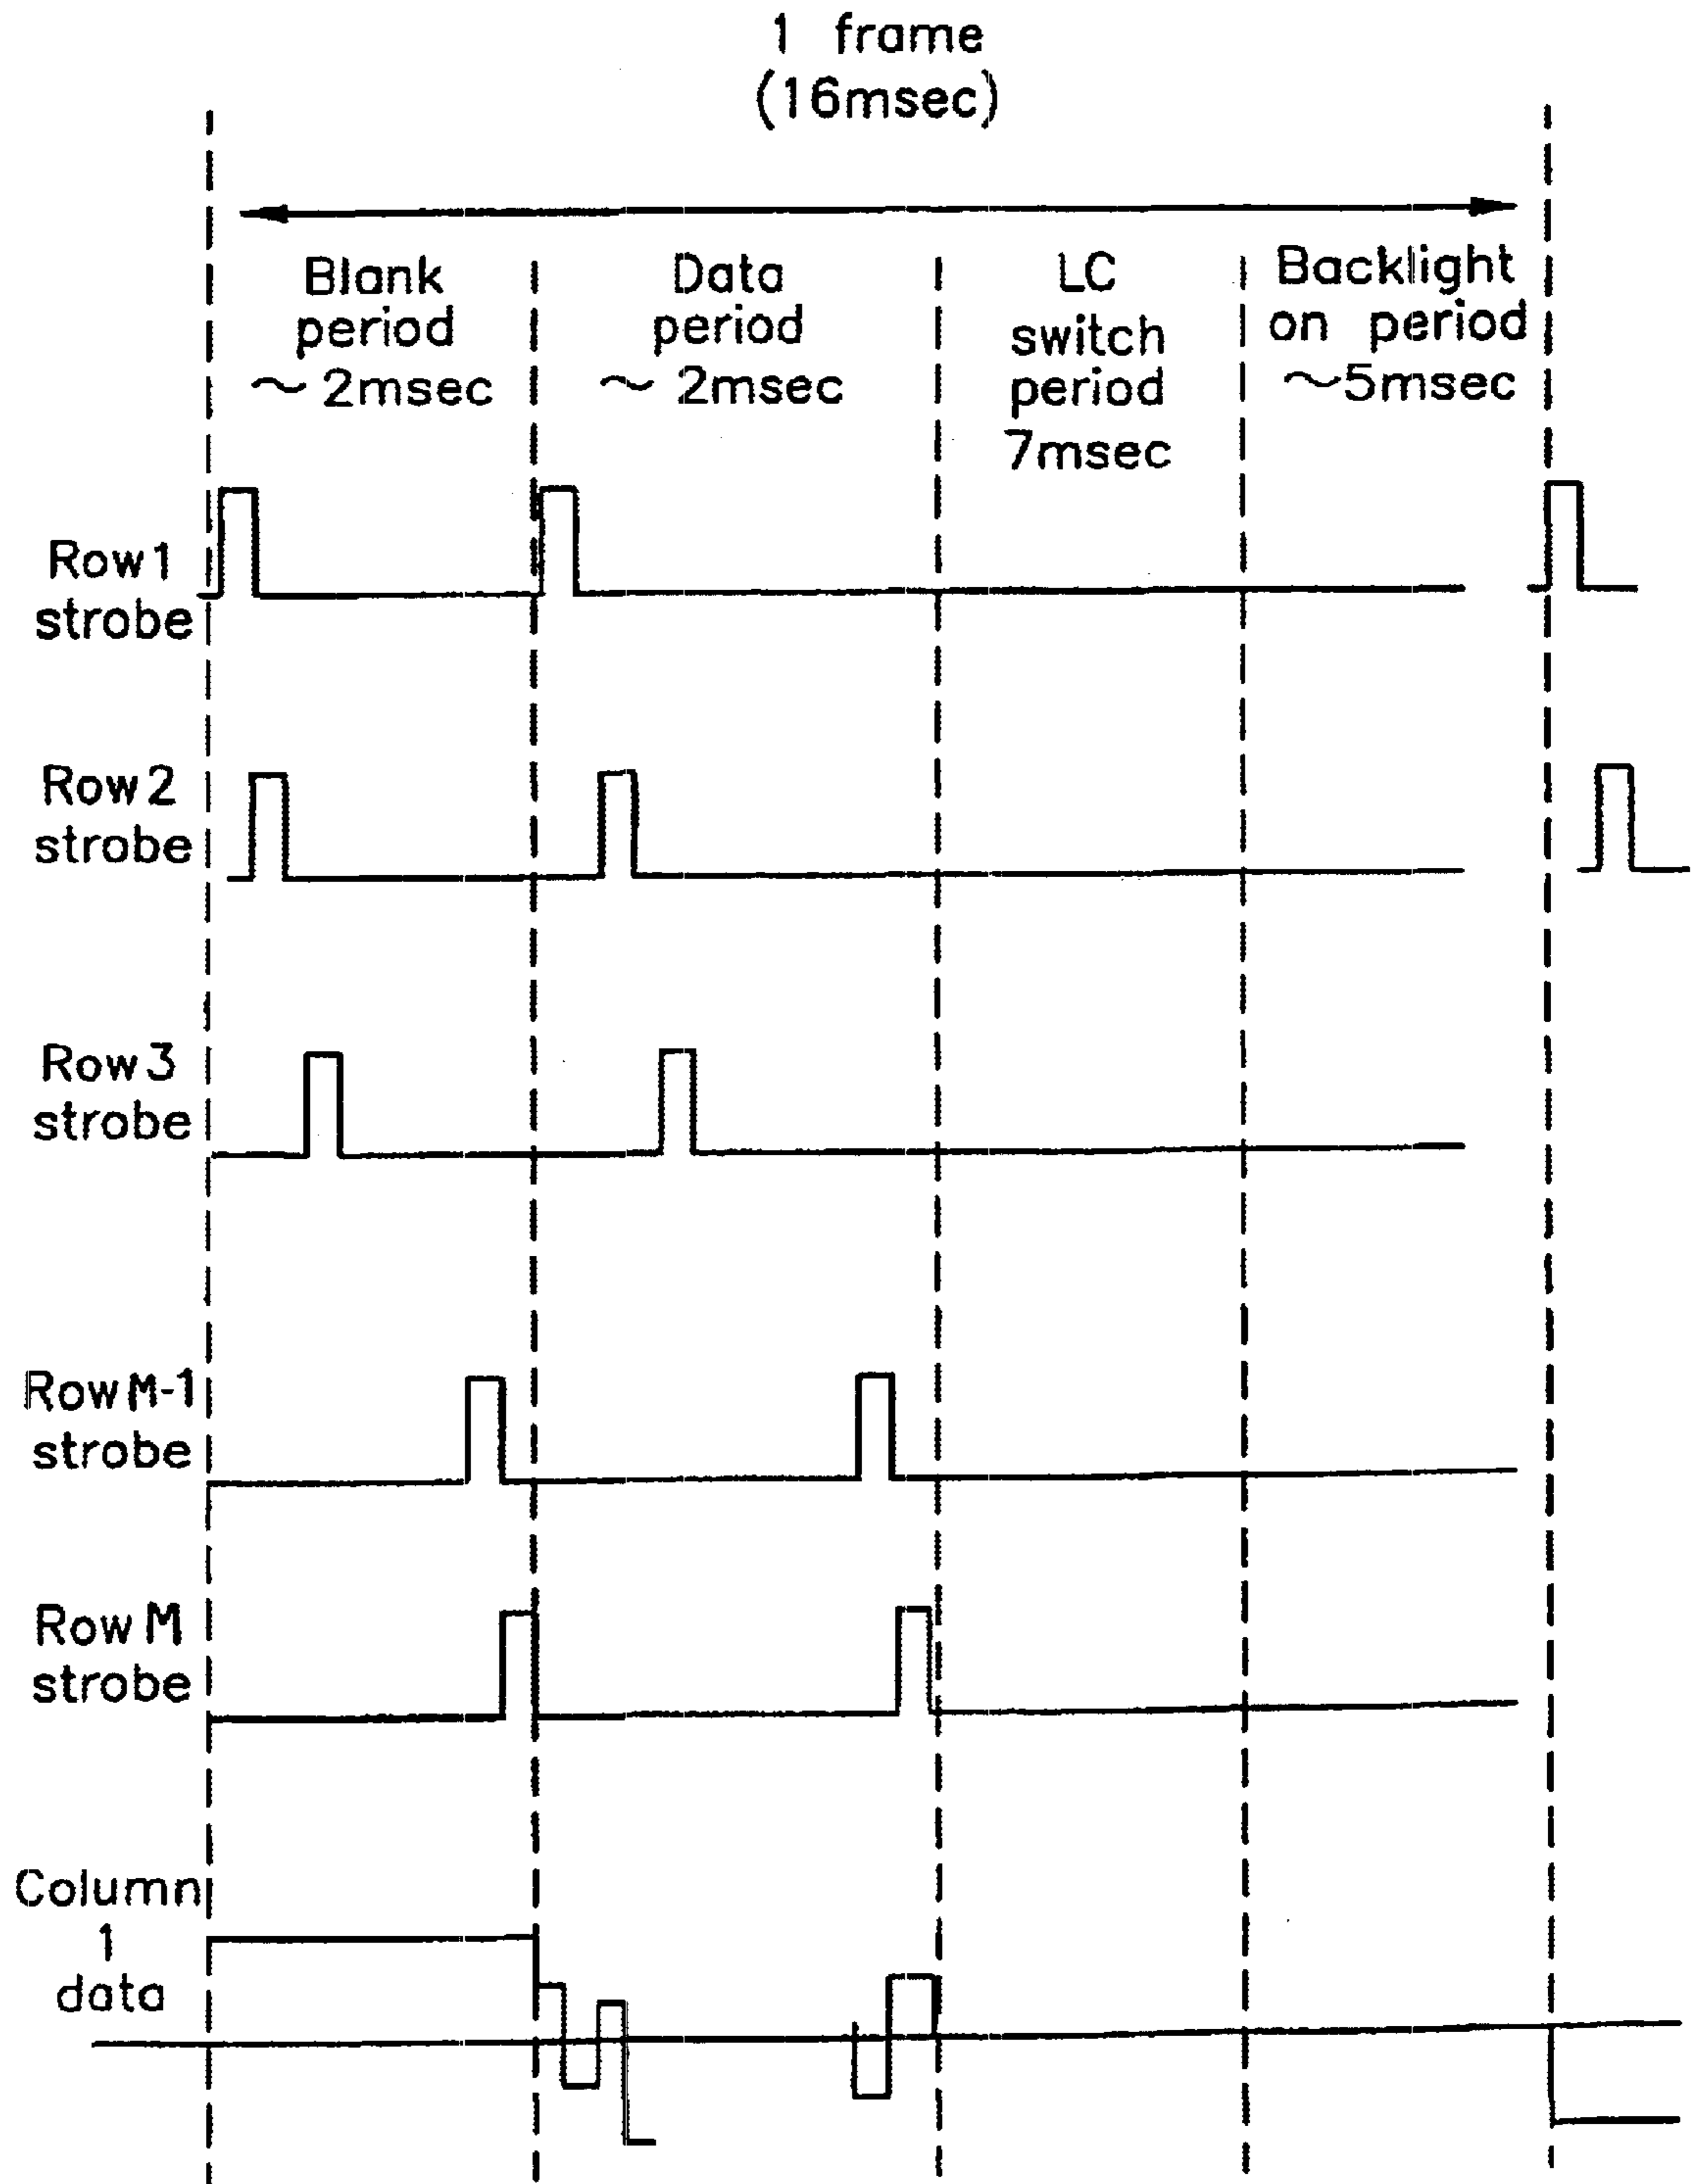 1 frame
(16msec)
Blank
period
~ 2msec
Data
period
~ 2msec
LC
switch
period
7msec
Backlight
on period
~5msec
Row 1
strobe
Row 2
strobe
Row 3
strobe
Row M-1
strobe
Row M
strobe
Column
1
data